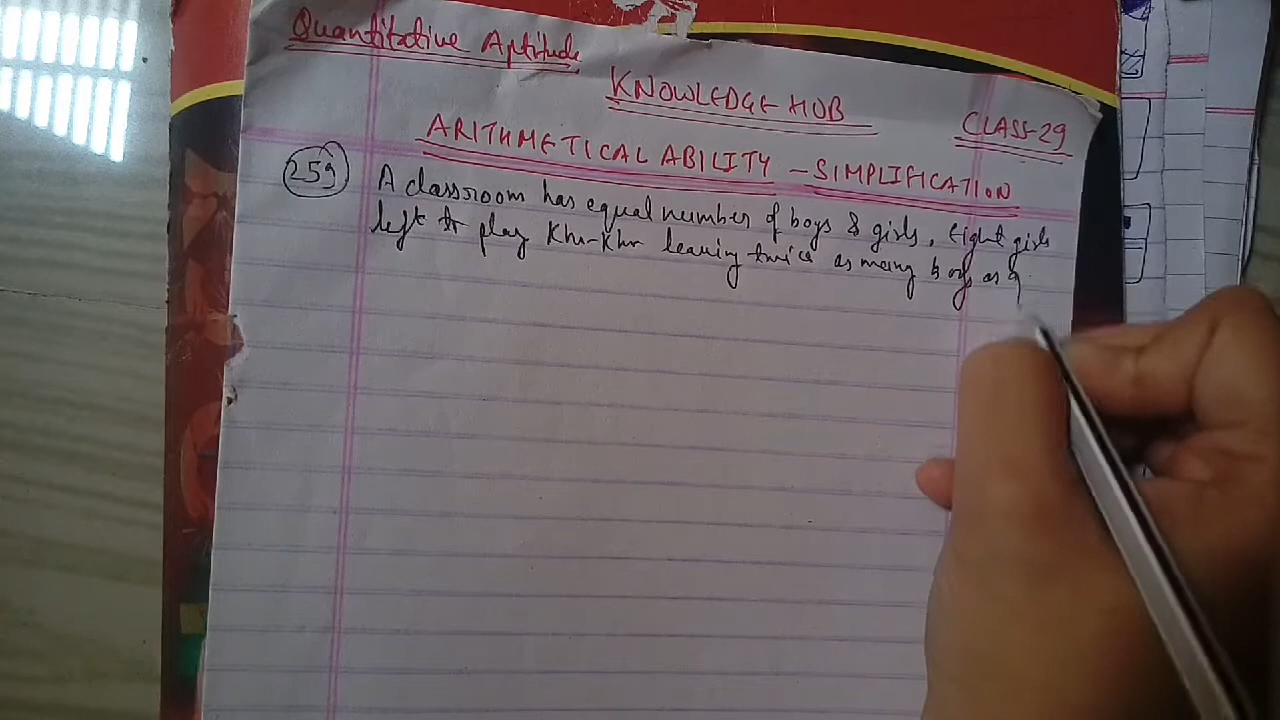 Quantitative Aptitude
KNOWLEDGE HUB
CLASS-29
ARITHMETICAL ABILITY - SIMPLIFICATION
259 A classroom has equal number of boys & girls, Eight girls
left to play Kho-Kho leaving twice as many boys as g